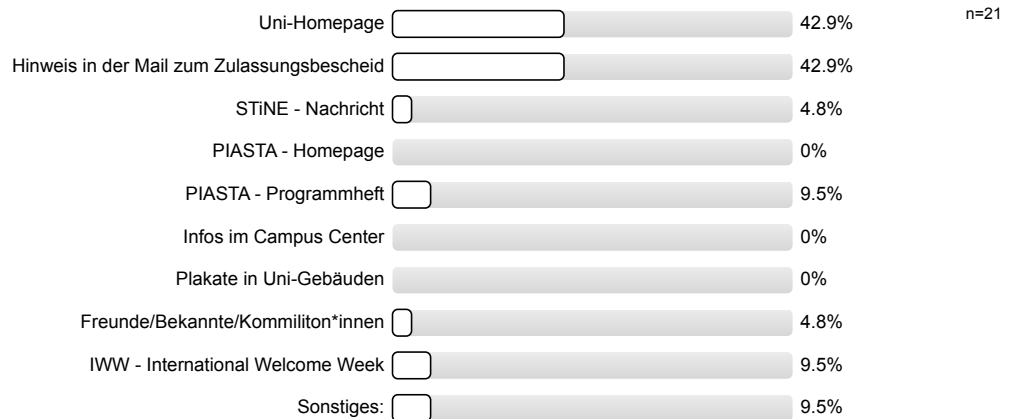 Uni-Homepage 42.9% n=21
Hinweis in der Mail zum Zulassungsbescheid 42.9%
STiNE - Nachricht 4.8%
PIASTA - Homepage 0%
PIASTA - Programmheft 9.5%
Infos im Campus Center 0%
Plakate in Uni-Gebäuden 0%
Freunde/Bekannte/Kommiliton*innen 4.8%
IWW - International Welcome Week 9.5%
Sonstiges: 9.5%